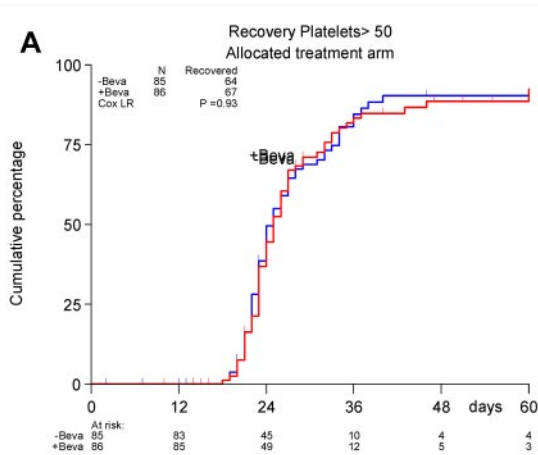 A
Recovery Platelets> 50
Allocated treatment arm
N Recovered
-Beva 85 64
+Beva 86 67
Cox LR P =0.93
Cumulative percentage
100
75
50
25
0
+Beva
-Beva
0 12 24 36 48 days 60
At risk:
-Beva 85 83 45 10 4 4
+Beva 86 85 49 12 5 3